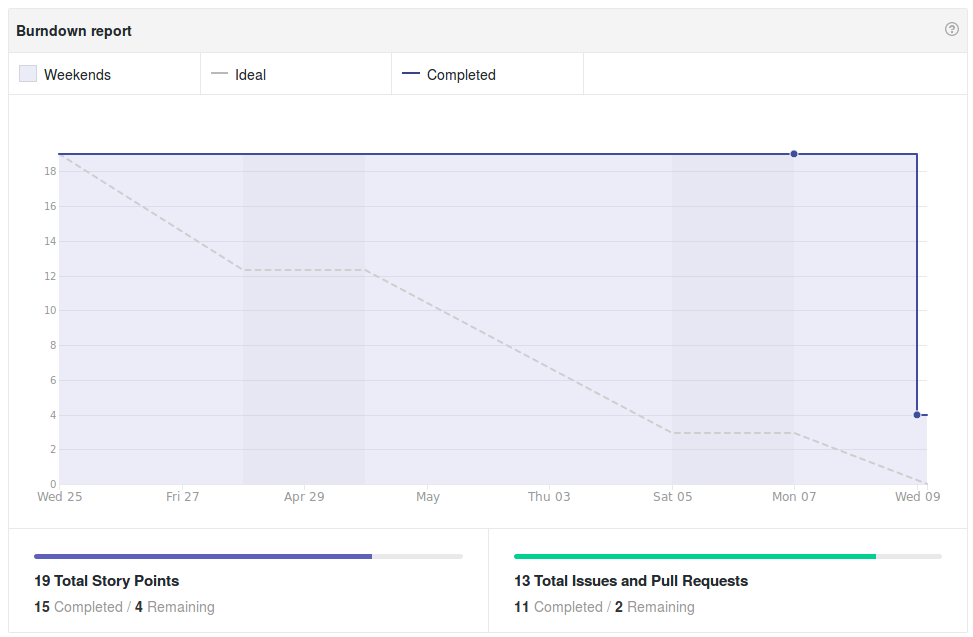 Burndown report
Weekends Ideal Completed
18
16
14
12
10
8
6
4
2
0
Wed 25 Fri 27 Apr 29 May Thu 03 Sat 05 Mon 07 Wed 09
19 Total Story Points
15 Completed / 4 Remaining
13 Total Issues and Pull Requests
11 Completed / 2 Remaining